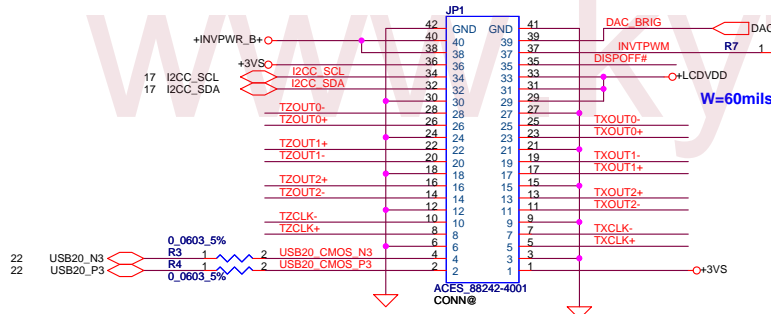 www.ky
JP1
42 GND GND 41 DAC_BRIG DAC
+INVPWR_B+ 40 40 39 39
38 38 37 37 INVTPWM R7 1
+3VS 36 36 35 35 DISPOFF#
17 I2CC_SCL I2CC_SCL 34 34 33 33 +LCDVDD
17 I2CC_SDA I2CC_SDA 32 32 31 31
30 30 29 29 W=60mils
TZOUT0- 28 28 27 27
TZOUT0+ 26 26 25 25 TXOUT0-
24 24 23 23 TXOUT0+
TZOUT1+ 22 22 21 21
TZOUT1- 20 20 19 19 TXOUT1-
18 18 17 17 TXOUT1+
TZOUT2+ 16 16 15 15
TZOUT2- 14 14 13 13 TXOUT2+
12 12 11 11 TXOUT2-
TZCLK- 10 10 9 9
TZCLK+ 8 8 7 7 TXCLK-
0_0603_5% 6 6 5 5 TXCLK+
22 USB20_N3 R3 1 2 USB20_CMOS_N3 4 4 3 3
22 USB20_P3 R4 1 2 USB20_CMOS_P3 2 2 1 1 +3VS
0_0603_5%
ACES_88242-4001
CONN@